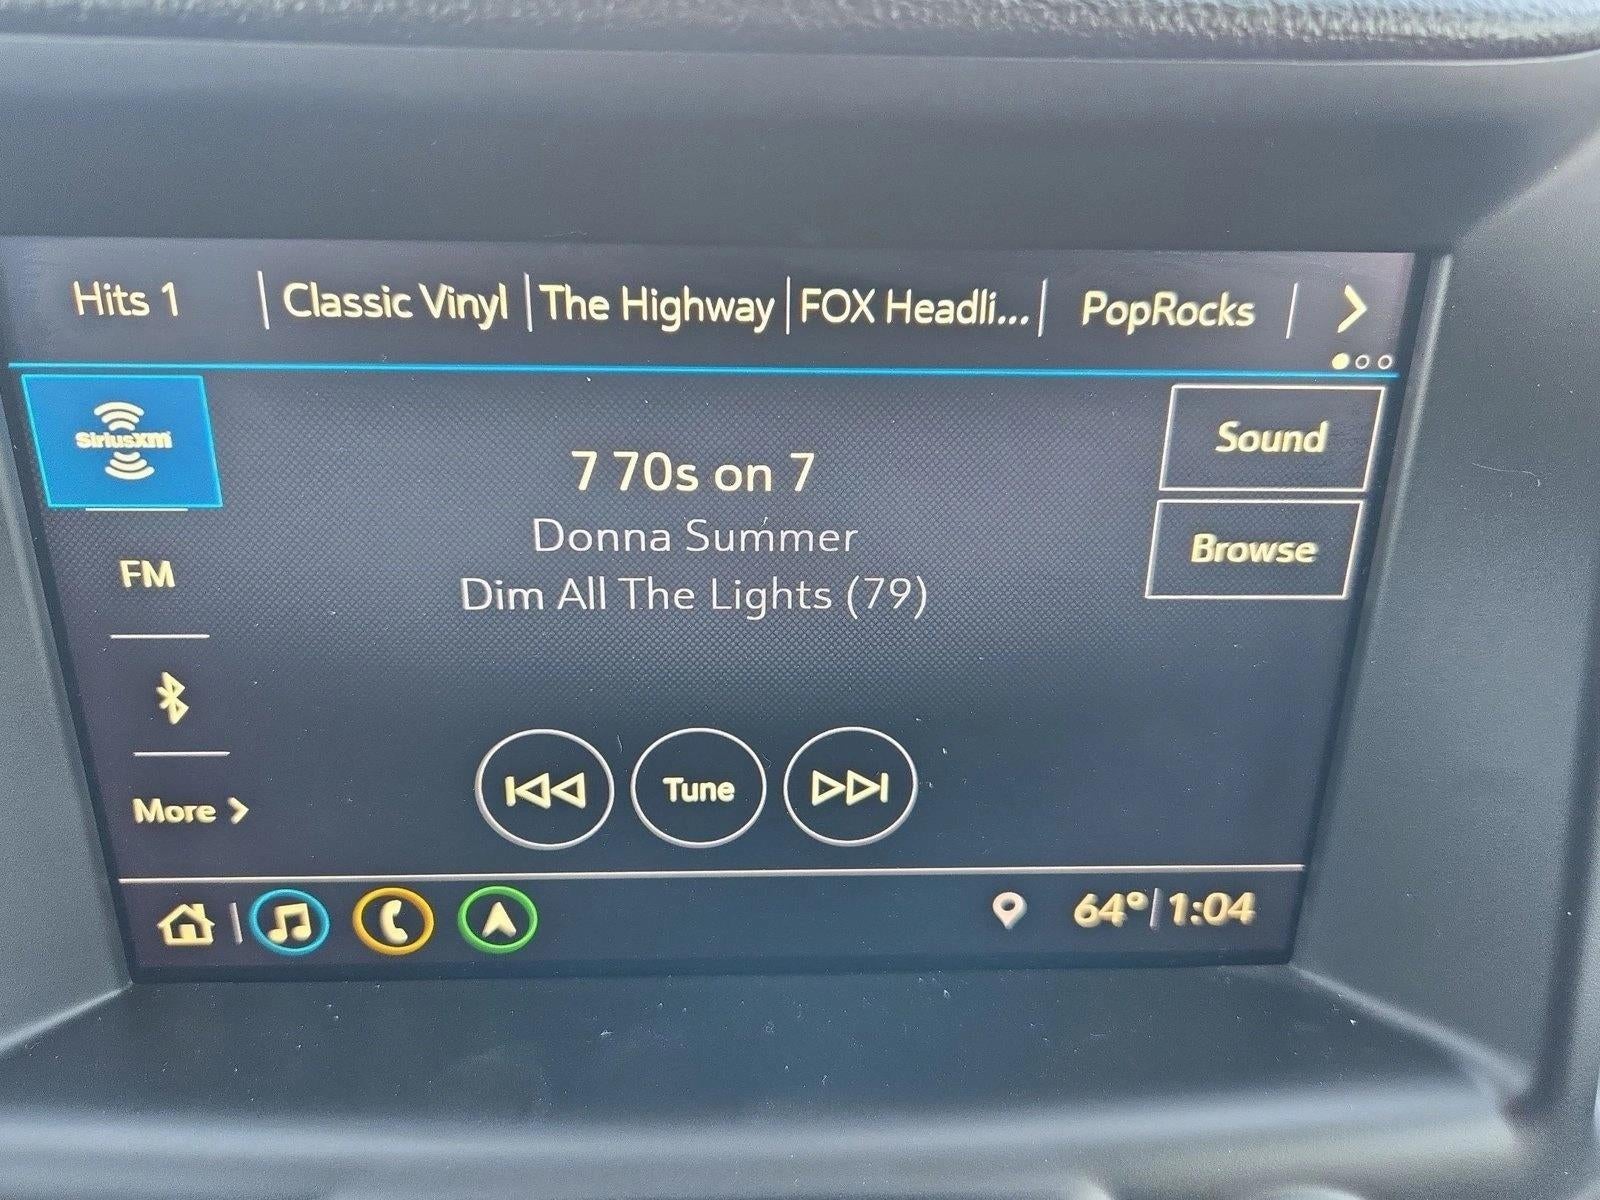 Hits 1
Classic Vinyl
The Highway
FOX Headli...
PopRocks
SiriusXM
Sound
7 70s on 7
Donna Summer
Browse
FM
Dim All The Lights (79)
More
Tune
64° 1:04